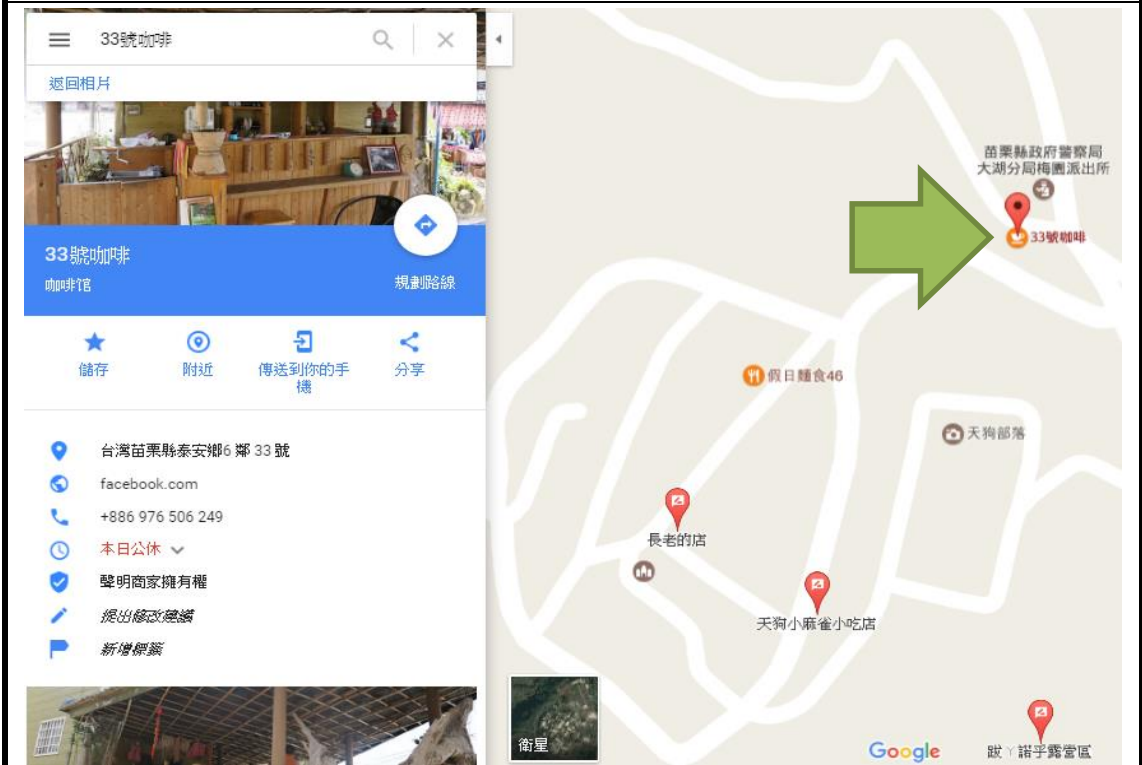 33號咖啡
返回相片
33號咖啡
咖啡馆
規劃路線
儲存
附近
傳送到你的手
機
分享
台灣苗栗縣泰安鄉6 鄰 33 號
facebook.com
+886 976 506 249
本日公休
聲明商家擁有權
提出修改建議
新增標籤
苗栗縣政府警察局
大湖分局梅園派出所
33號咖啡
假日麵食46
天狗部落
長老的店
天狗小麻雀小吃店
衛星
Google
跋ㄚ諾乎露營區